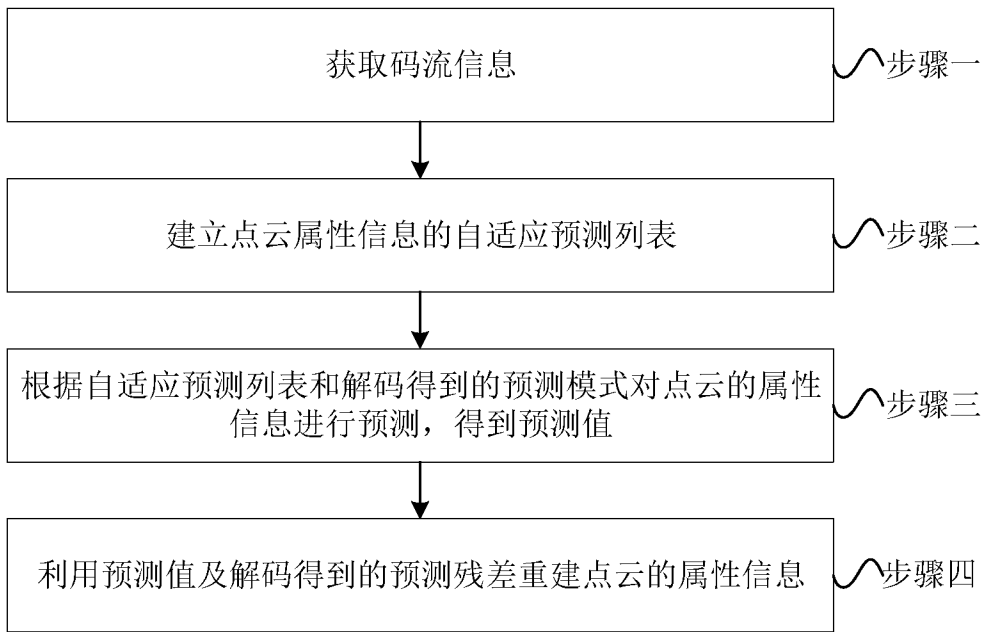 获取码流信息
步骤一
建立点云属性信息的自适应预测列表
步骤二
根据自适应预测列表和解码得到的预测模式对点云的属性
信息进行预测，得到预测值
步骤三
利用预测值及解码得到的预测残差重建点云的属性信息
步骤四